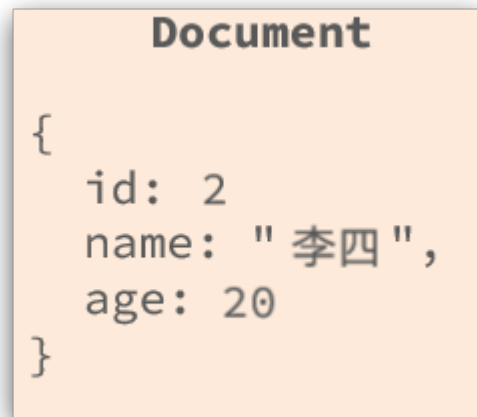 Document
{
id: 2
name: "李四",
age: 20
}